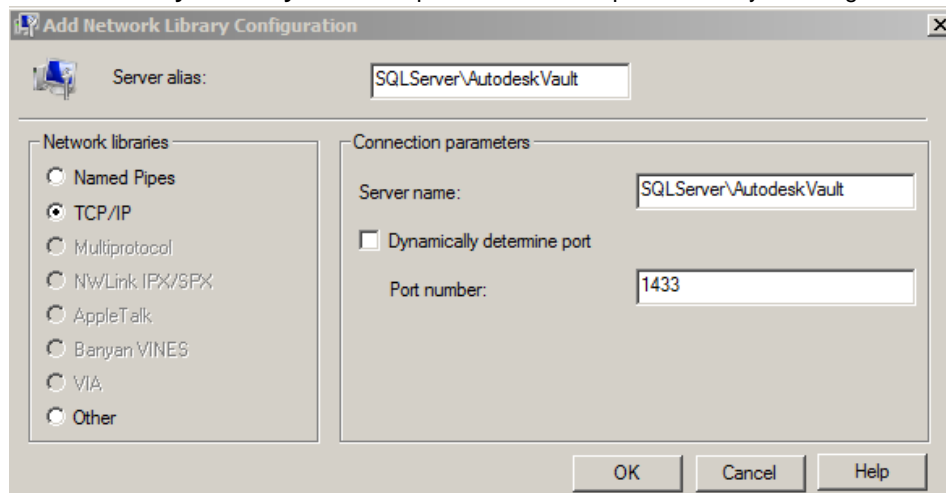 Add Network Library Configuration
Server alias:
SQLServer\AutodeskVault
Network libraries
Named Pipes
TCP/IP
Multiprotocol
NWLink IPX/SPX
AppleTalk
Banyan VINES
VIA
Other
Connection parameters
Server name:
SQLServer\AutodeskVault
Dynamically determine port
Port number:
1433
OK
Cancel
Help